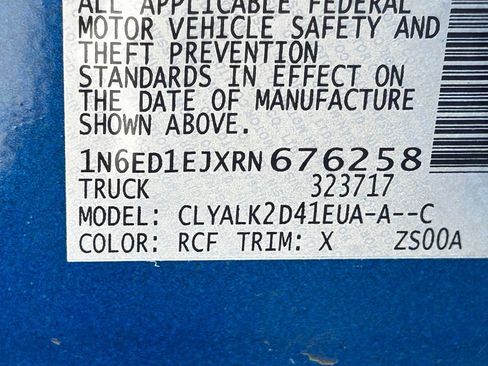 ALL APPLICABLE FEDERAL
MOTOR VEHICLE SAFETY AND
THEFT PREVENTION
STANDARDS IN EFFECT ON
THE DATE OF MANUFACTURE
SHOWN ABOVE.
1N6ED1EJXRN676258
TRUCK 323717
MODEL: CLYALK2D41EUA-A--C
COLOR: RCF TRIM: X ZS00A